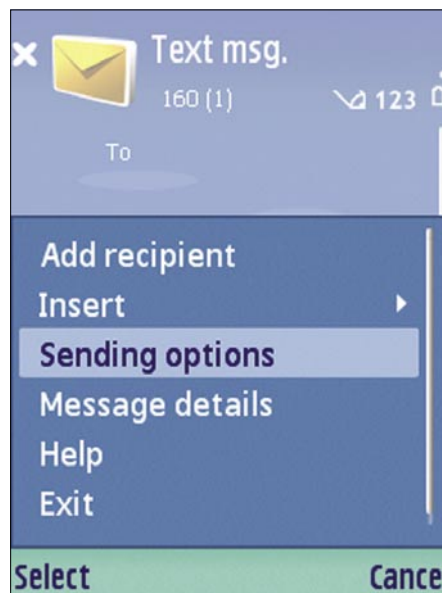 Text msg.
160 (1)
123
To
Add recipient
Insert
Sending options
Message details
Help
Exit
Select
Cance